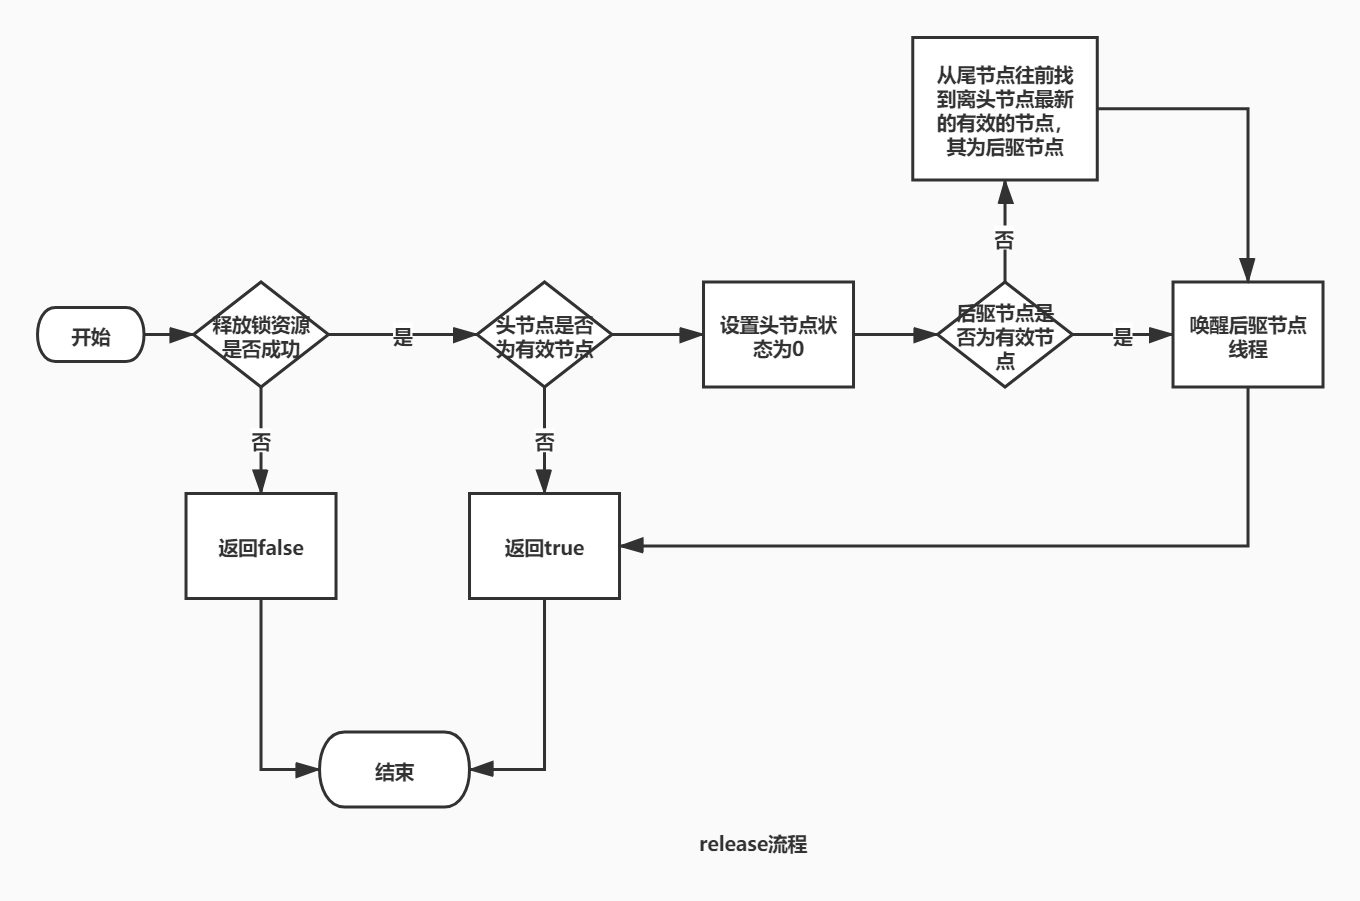 从尾节点往前找
到离头节点最新
的有效的节点，
其为后驱节点
否
开始
释放锁资源
是否成功
是
头节点是否
为有效节点
设置头节点状
态为0
后驱节点是
否为有效节
点
是
唤醒后驱节点
线程
否
否
返回false
返回true
结束
release流程